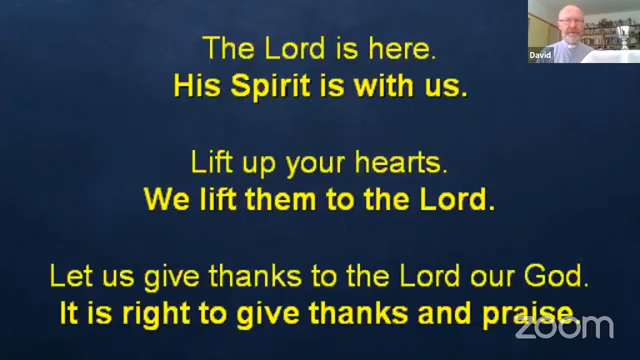 The Lord is here.
His Spirit is with us.
Lift up your hearts.
We lift them to the Lord.
Let us give thanks to the Lord our God.
It is right to give thanks and praise.
David
zoom